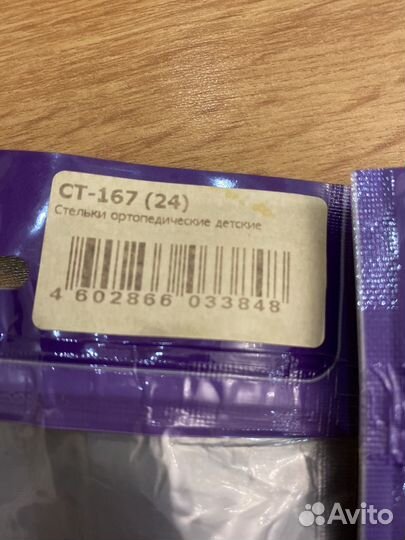 СТ-167 (24)
Стельки ортопедические детские
4 602866 033848
Avito